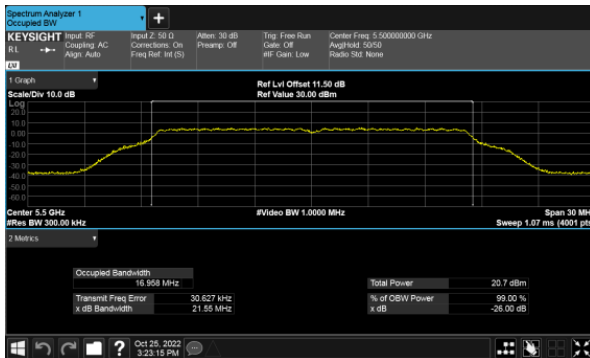 Spectrum Analyzer 1
Occupied BW
KEYSIGHT
RL
Input: RF
Coupling: AC
Align: Auto
Input Z: 50 Ω
Corrections: On
Freq Ref: Int (S)
Atten: 30 dB
Preamp: Off
Trig: Free Run
Gate: Off
#IF Gain: Low
Center Freq: 5.500000000 GHz
Avg|Hold: 50/50
Radio Std: None
LXI
1 Graph
Scale/Div 10.0 dB
Ref Lvl Offset 11.50 dB
Ref Value 30.00 dBm
Log
20.0
10.0
0.00
-10.0
-20.0
-30.0
-40.0
-50.0
-60.0
Center 5.5 GHz
#Video BW 1.0000 MHz
Span 30 MH
#Res BW 300.00 kHz
Sweep 1.07 ms (4001 pts
2 Metrics
Occupied Bandwidth
16.958 MHz
Total Power 20.7 dBm
Transmit Freq Error 30.627 kHz
% of OBW Power 99.00 %
x dB Bandwidth 21.55 MHz
x dB -26.00 dB
?
Oct 25, 2022
3:23:15 PM